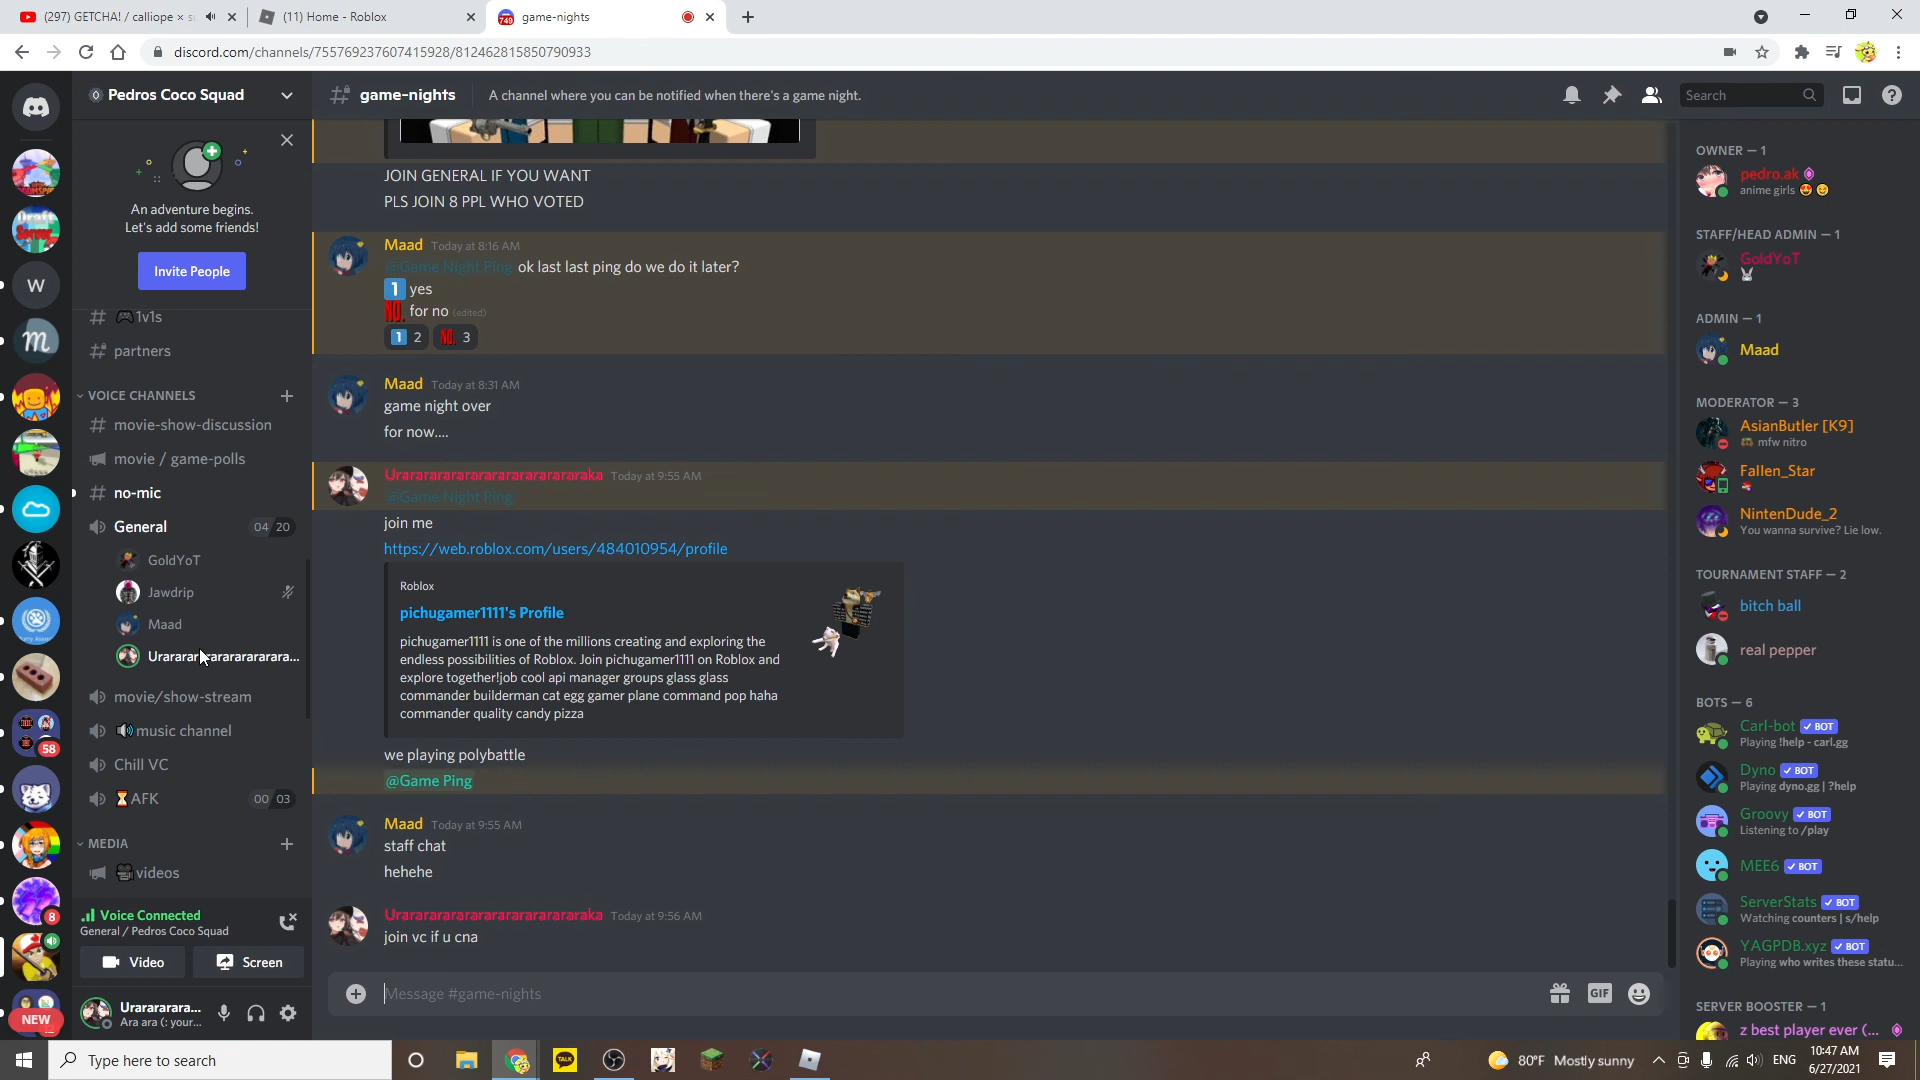 (297) GETCHA! / calliope × s
(11) Home - Roblox
749
game-nights
discord.com/channels/755769237607415928/812462815850790933
Pedros Coco Squad
game-nights
A channel where you can be notified when there's a game night.
Search
An adventure begins.
Let's add some friends!
Invite People
1v1s
partners
VOICE CHANNELS
movie-show-discussion
movie / game-polls
no-mic
General
04 20
GoldYoT
Jawdrip
Maad
movie/show-stream
music channel
Chill VC
AFK
00 03
MEDIA
videos
Voice Connected
General / Pedros Coco Squad
Video
Screen
Urararararara...
Ara ara (: your...
W
m
58
8
NEW
JOIN GENERAL IF YOU WANT
PLS JOIN 8 PPL WHO VOTED
Maad Today at 8:16 AM
@Game Night Ping ok last last ping do we do it later?
1 yes
NO. for no (edited)
1 2 NO. 3
Maad Today at 8:31 AM
game night over
for now....
Urararararararararararararararaka Today at 9:55 AM
@Game Night Ping
join me
https://web.roblox.com/users/484010954/profile
Roblox
pichugamer1111's Profile
pichugamer1111 is one of the millions creating and exploring the
endless possibilities of Roblox. Join pichugamer1111 on Roblox and
explore together!job cool api manager groups glass glass
commander builderman cat egg gamer plane command pop haha
commander quality candy pizza
we playing polybattle
@Game Ping
Maad Today at 9:55 AM
staff chat
hehehe
Urararararararararararararararaka Today at 9:56 AM
join vc if u cna
Message #game-nights
GIF
OWNER — 1
pedro.ak
anime girls
STAFF/HEAD ADMIN — 1
GoldYoT
ADMIN — 1
Maad
MODERATOR — 3
AsianButler [K9]
mfw nitro
Fallen_Star
NintenDude_2
You wanna survive? Lie low.
TOURNAMENT STAFF — 2
bitch ball
real pepper
BOTS — 6
Carl-bot ✓ BOT
Playing !help - carl.gg
Dyno ✓ BOT
Playing dyno.gg | ?help
Groovy ✓ BOT
Listening to /play
MEE6 ✓ BOT
ServerStats ✓ BOT
Watching counters | s/help
YAGPDB.xyz ✓ BOT
Playing who writes these statu...
SERVER BOOSTER — 1
z best player ever (...
Type here to search
TALK
80°F Mostly sunny
ENG
10:47 AM
6/27/2021